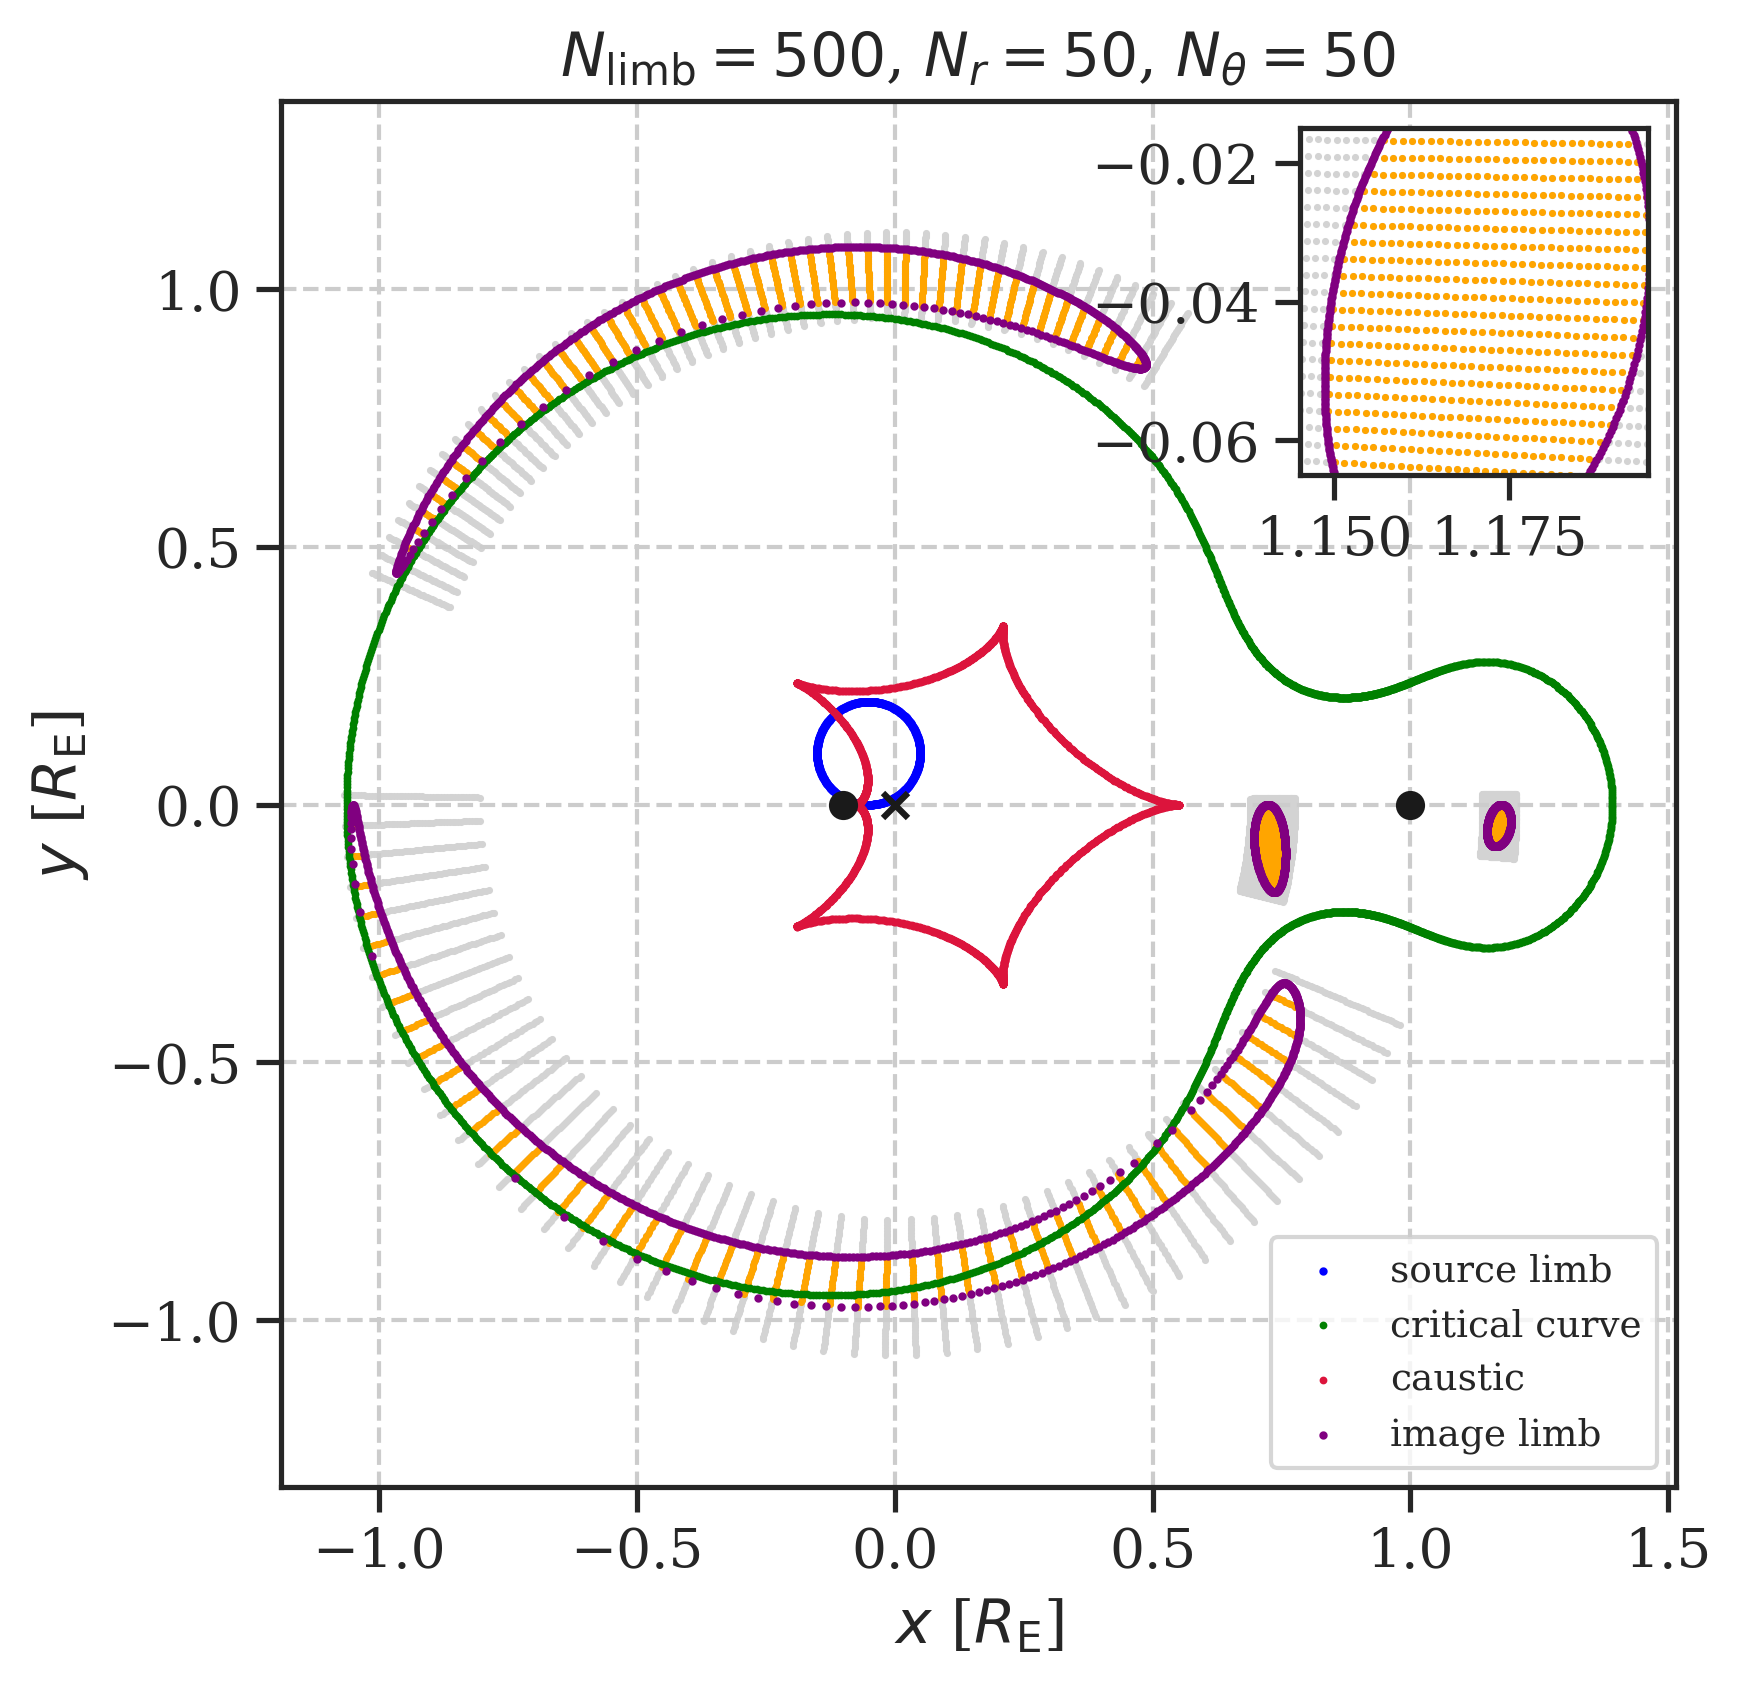 N_limb = 500, N_r = 50, N_θ = 50
−0.02
−0.04
−0.06
1.150 1.175
1.0
0.5
0.0
−0.5
−1.0
y [R_E]
source limb
critical curve
caustic
image limb
−1.0 −0.5 0.0 0.5 1.0 1.5
x [R_E]